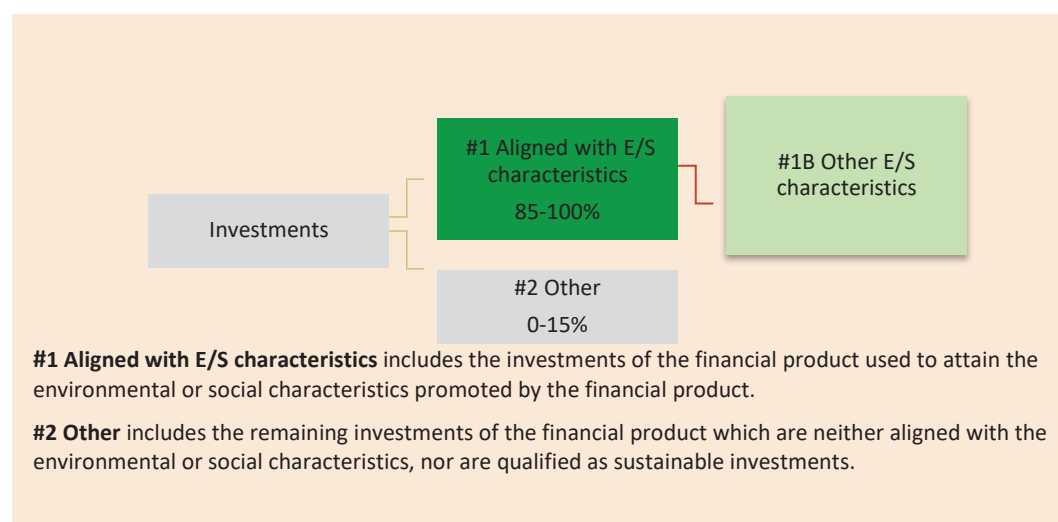 #1 Aligned with E/S
characteristics
85-100%
#1B Other E/S
characteristics
Investments
#2 Other
0-15%
#1 Aligned with E/S characteristics includes the investments of the financial product used to attain the
environmental or social characteristics promoted by the financial product.
#2 Other includes the remaining investments of the financial product which are neither aligned with the
environmental or social characteristics, nor are qualified as sustainable investments.